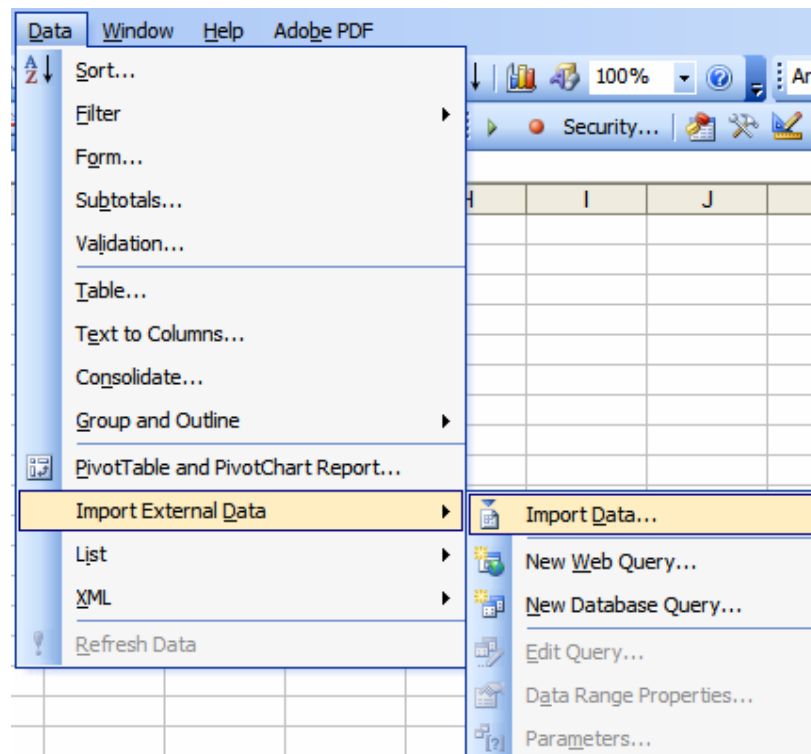 Data Window Help Adobe PDF
Sort...
100%
Filter
Security...
Form...
Subtotals...
H I J
Validation...
Table...
Text to Columns...
Consolidate...
Group and Outline
PivotTable and PivotChart Report...
Import External Data
Import Data...
List
New Web Query...
XML
New Database Query...
Refresh Data
Edit Query...
Data Range Properties...
Parameters...